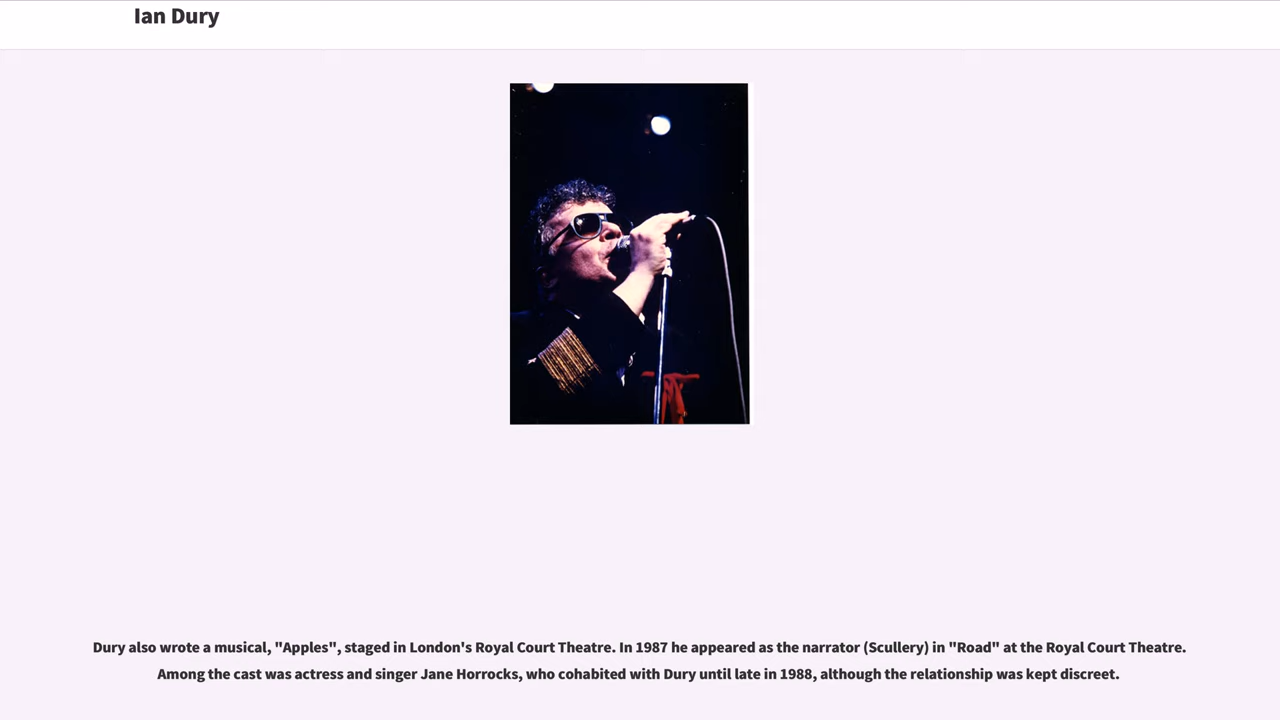 Ian Dury
Dury also wrote a musical, "Apples", staged in London's Royal Court Theatre. In 1987 he appeared as the narrator (Scullery) in "Road" at the Royal Court Theatre.
Among the cast was actress and singer Jane Horrocks, who cohabited with Dury until late in 1988, although the relationship was kept discreet.